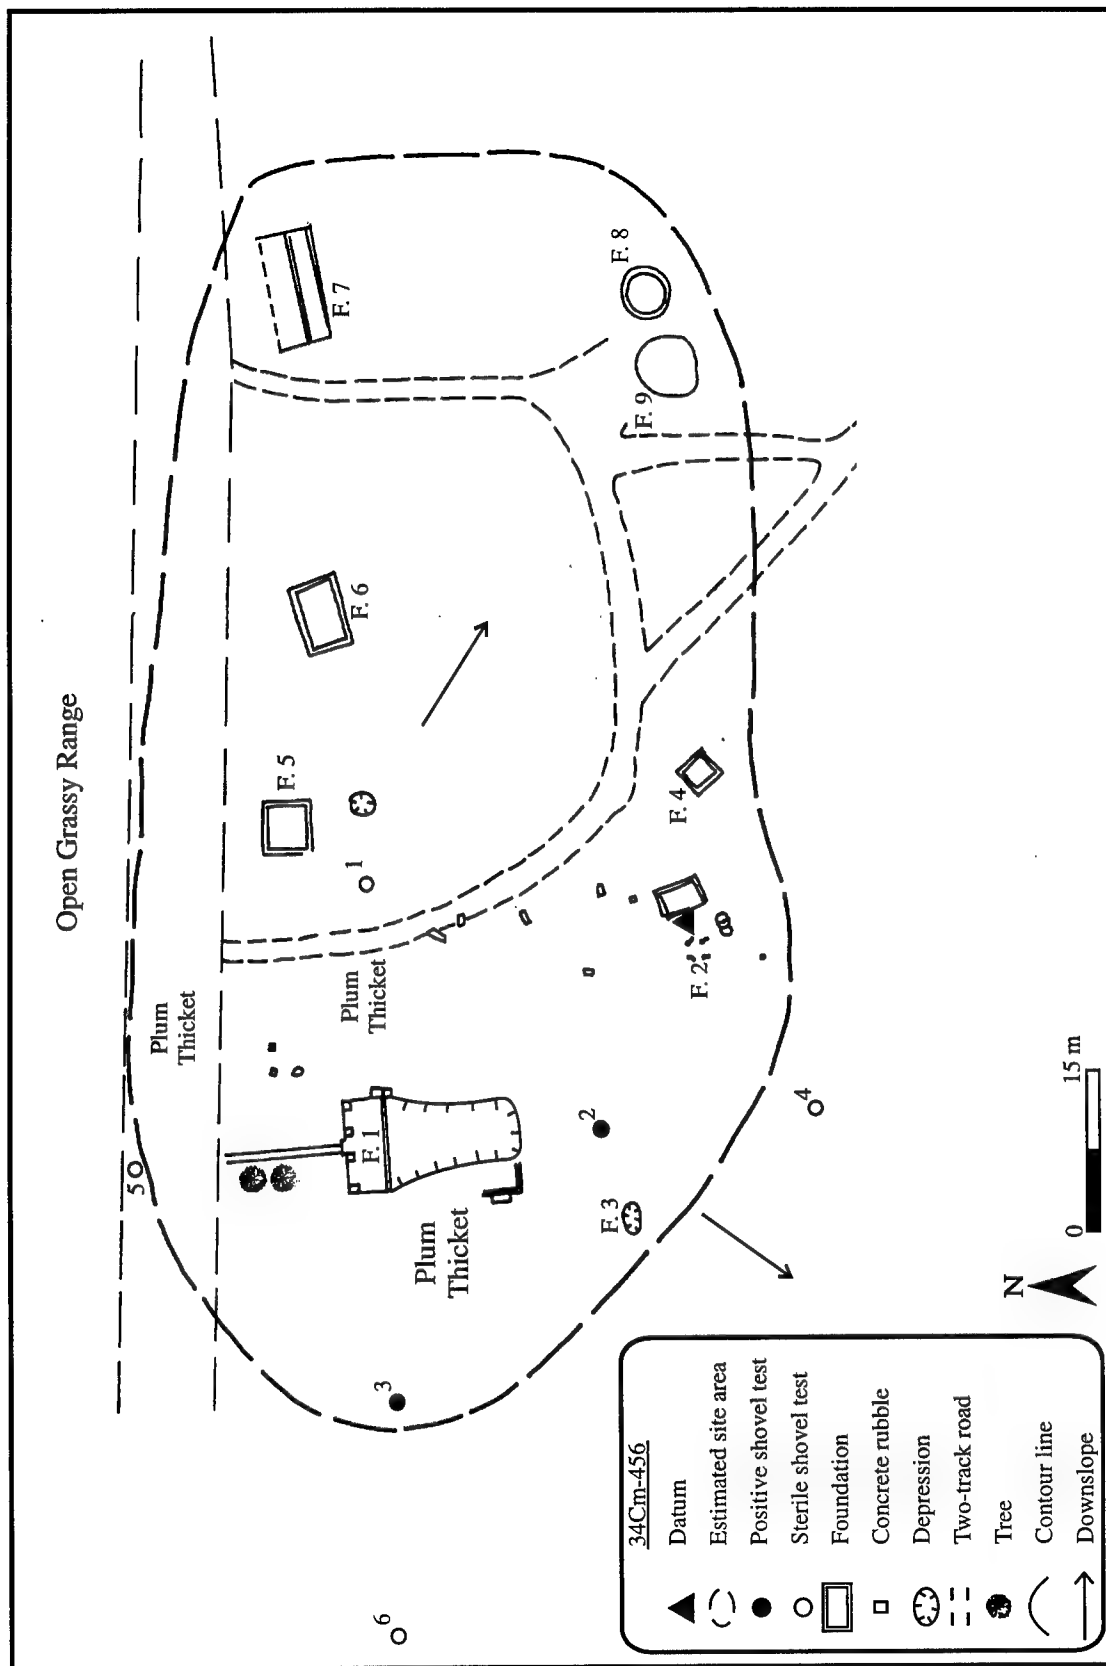 Open Grassy Range
5
Plum
Thicket
F. 5
1
F. 6
F. 7
F. 1
Plum
Thicket
Plum
Thicket
3
6
2
F. 3
F. 2
F. 4
F. 9
F. 8
4
N
0
15 m
34Cm-456
Datum
Estimated site area
Positive shovel test
Sterile shovel test
Foundation
Concrete rubble
Depression
Two-track road
Tree
Contour line
Downslope